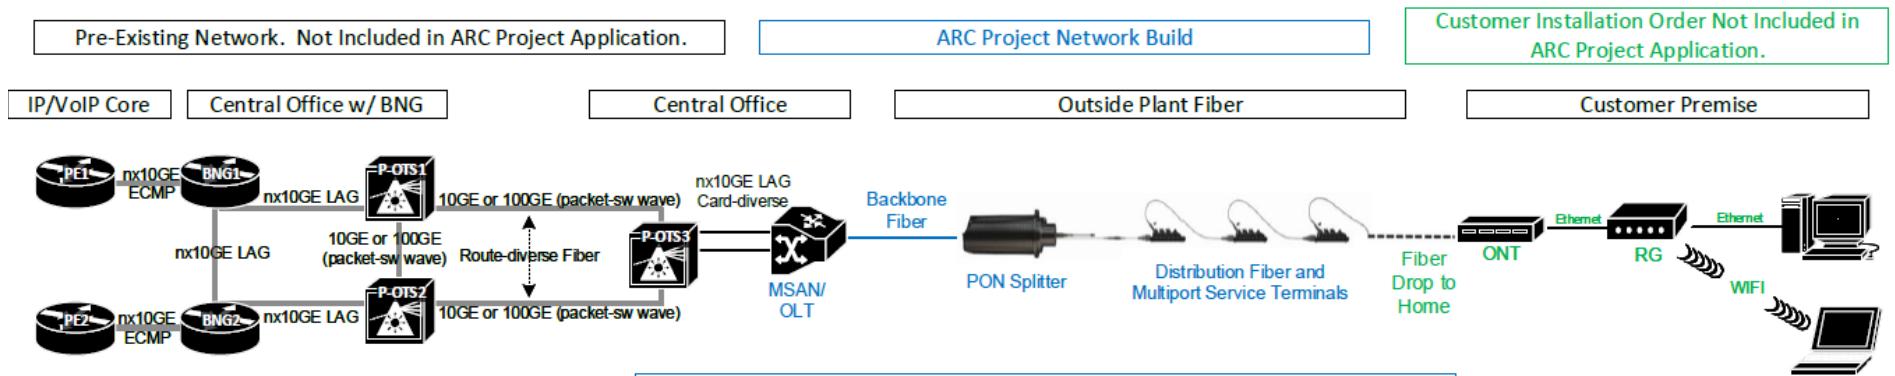 Pre-Existing Network.  Not Included in ARC Project Application.
ARC Project Network Build
Customer Installation Order Not Included in
ARC Project Application.
IP/VoIP Core
Central Office w/ BNG
Central Office
Outside Plant Fiber
Customer Premise
PE1
nx10GE
ECMP
BNG1
nx10GE LAG
P-OTS1
10GE or 100GE (packet-sw wave)
nx10GE LAG
Card-diverse
nx10GE LAG
10GE or 100GE
(packet-sw wave)
Route-diverse Fiber
P-OTS3
MSAN/
OLT
Backbone
Fiber
PON Splitter
Distribution Fiber and
Multiport Service Terminals
Fiber
Drop to
Home
ONT
Ethernet
RG
Ethernet
WIFI
PE2
nx10GE
ECMP
BNG2
nx10GE LAG
P-OTS2
10GE or 100GE (packet-sw wave)